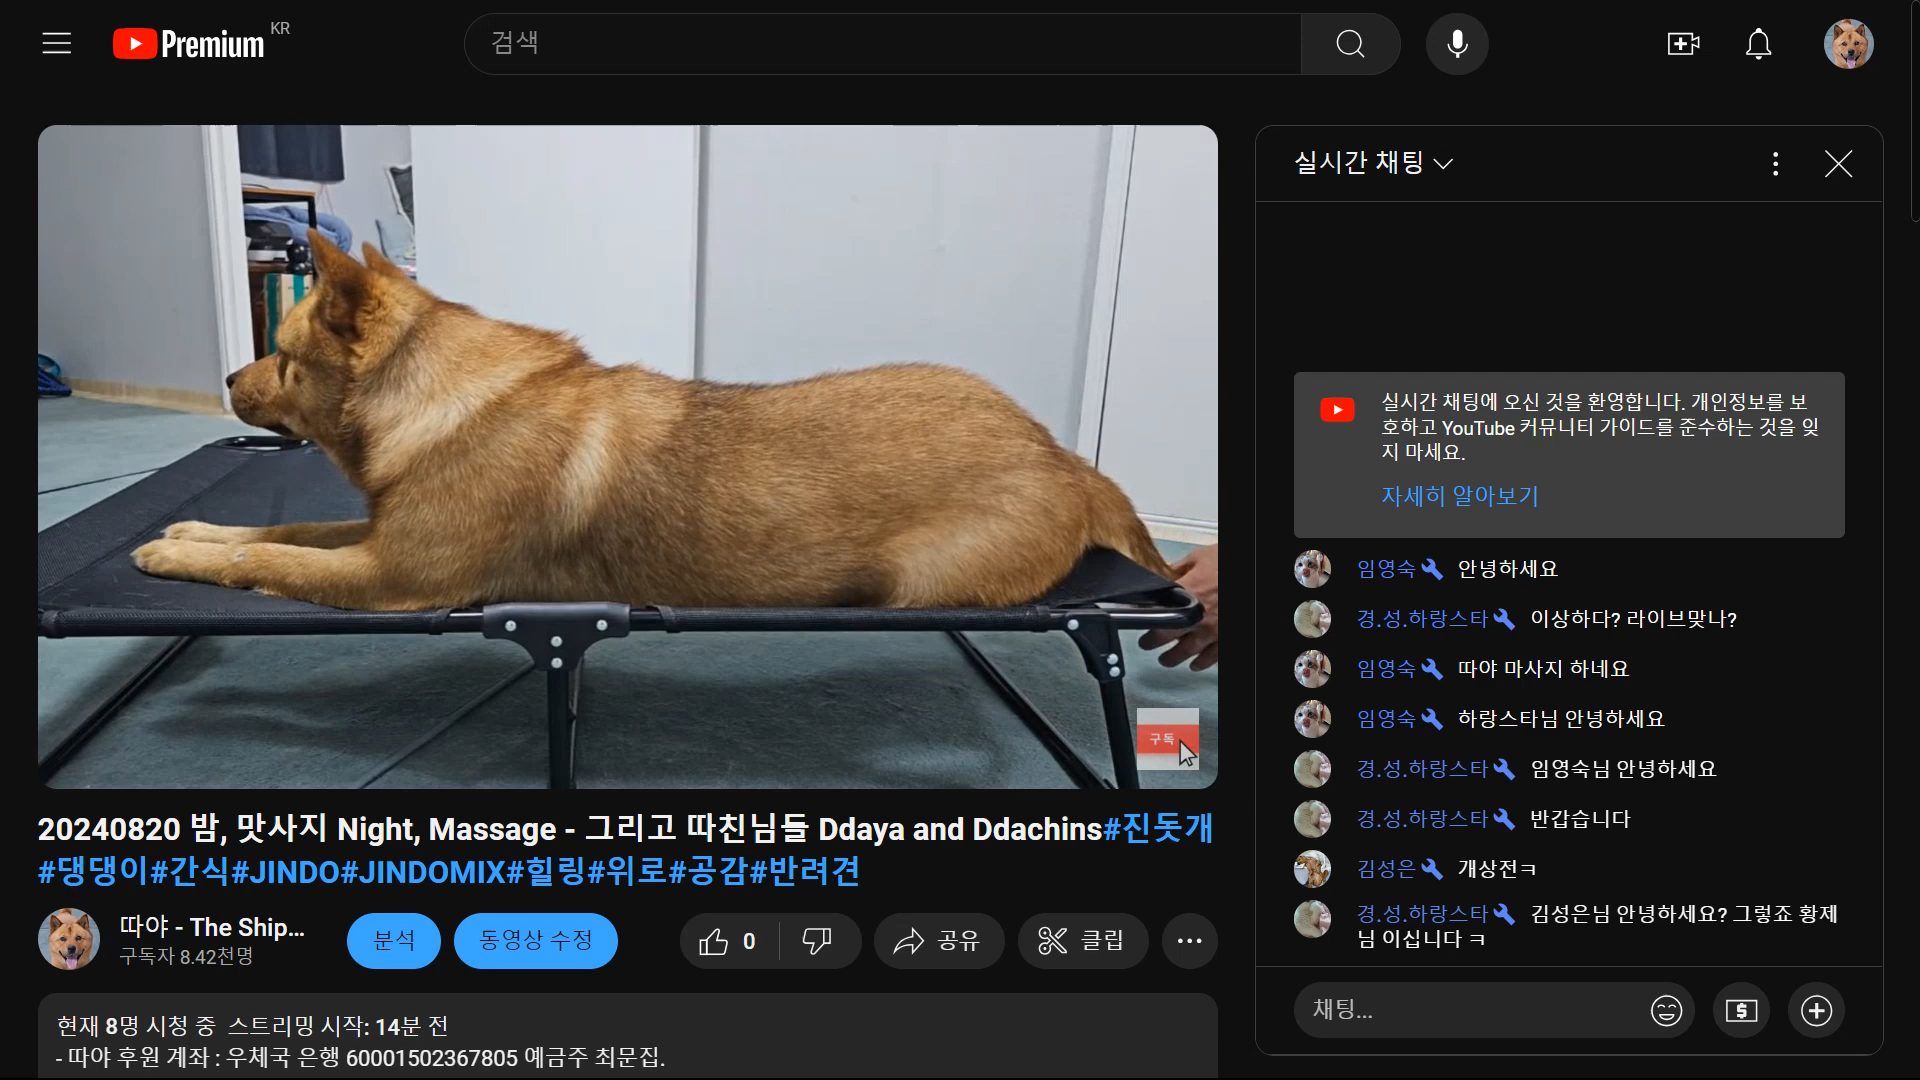 Premium KR
검색
실시간 채팅
실시간 채팅에 오신 것을 환영합니다. 개인정보를 보
호하고 YouTube 커뮤니티 가이드를 준수하는 것을 잊
지 마세요.
자세히 알아보기
임영숙 안녕하세요
경.성.하랑스타 이상하다? 라이브맞나?
임영숙 따야 마사지 하네요
임영숙 하랑스타님 안녕하세요
경.성.하랑스타 임영숙님 안녕하세요
경.성.하랑스타 반갑습니다
김성은 개상전ㅋ
경.성.하랑스타 김성은님 안녕하세요? 그렇죠 황제
님 이십니다 ㅋ
채팅...
구독
20240820 밤, 맛사지 Night, Massage - 그리고 따친님들 Ddaya and Ddachins#진돗개
#댕댕이#간식#JINDO#JINDOMIX#힐링#위로#공감#반려견
따야 - The Ship...
구독자 8.42천명
분석
동영상 수정
0
공유
클립
현재 8명 시청 중 스트리밍 시작: 14분 전
- 따야 후원 계좌 : 우체국 은행 60001502367805 예금주 최문집.